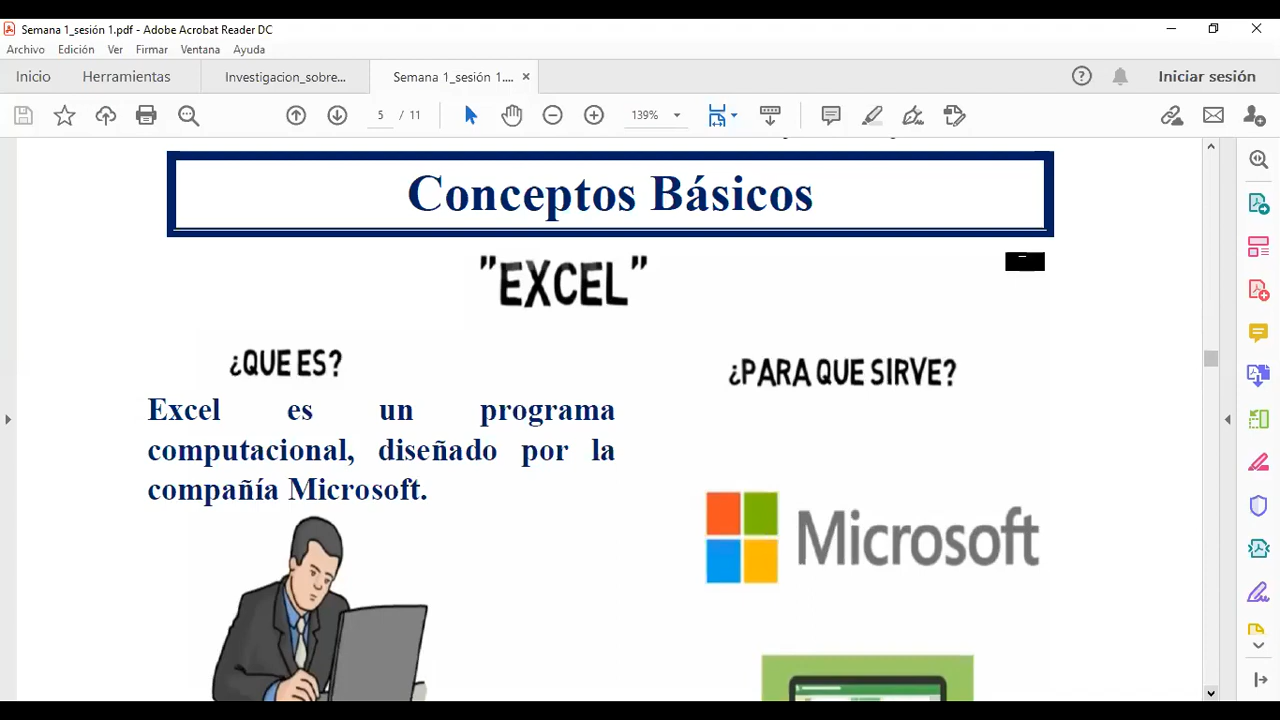 Semana 1_sesión 1.pdf - Adobe Acrobat Reader DC
Archivo Edición Ver Firmar Ventana Ayuda
Inicio Herramientas Investigacion_sobre... Semana 1_sesión 1.... × Iniciar sesión
5 / 11 139%
Conceptos Básicos
"EXCEL"
¿QUE ES?
¿PARA QUE SIRVE?
Excel es un programa
computacional, diseñado por la
compañía Microsoft.
Microsoft